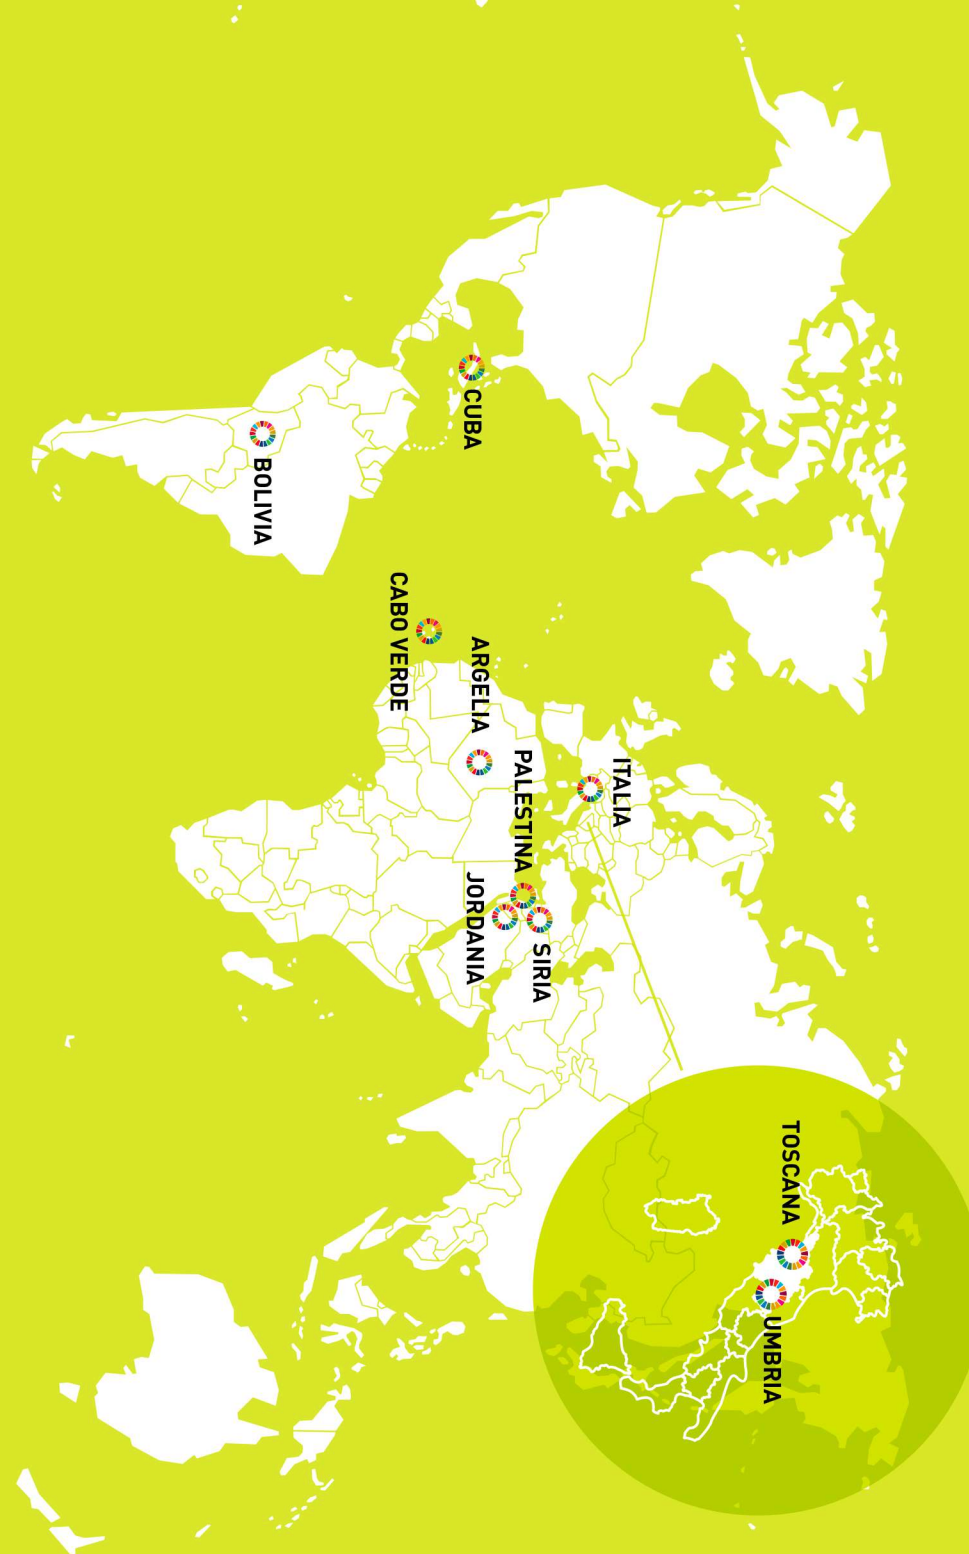 CUBA
BOLIVIA
CABO VERDE
ARGELIA
ITALIA
PALESTINA
JORDANIA
SIRIA
TOSCANA
UMBRIA